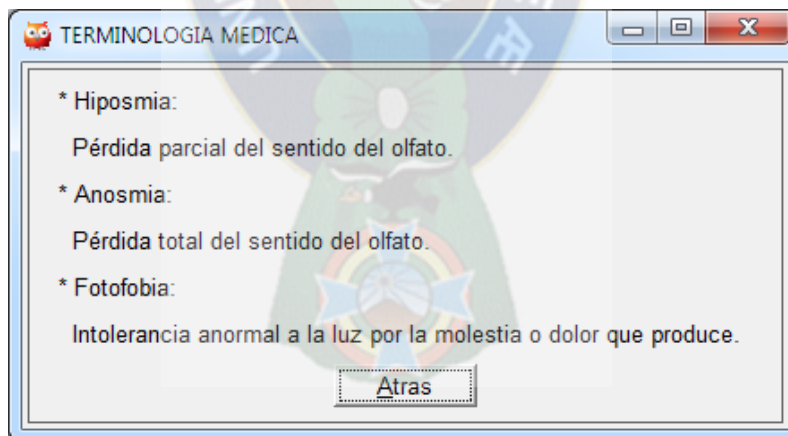 TERMINOLOGIA MEDICA
* Hiposmia:
Pérdida parcial del sentido del olfato.
* Anosmia:
Pérdida total del sentido del olfato.
* Fotofobia:
Intolerancia anormal a la luz por la molestia o dolor que produce.
Atras